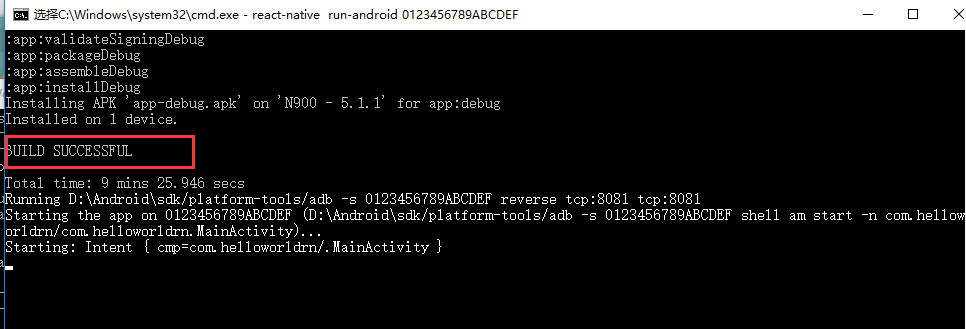 选择C:\Windows\system32\cmd.exe - react-native  run-android 0123456789ABCDEF
:app:validateSigningDebug
:app:packageDebug
:app:assembleDebug
:app:installDebug
Installing APK 'app-debug.apk' on 'N900 - 5.1.1' for app:debug
Installed on 1 device.
BUILD SUCCESSFUL
Total time: 9 mins 25.946 secs
Running D:\Android\sdk/platform-tools/adb -s 0123456789ABCDEF reverse tcp:8081 tcp:8081
Starting the app on 0123456789ABCDEF (D:\Android\sdk/platform-tools/adb -s 0123456789ABCDEF shell am start -n com.hellow
orldrn/com.helloworldrn.MainActivity)...
Starting: Intent { cmp=com.helloworldrn/.MainActivity }